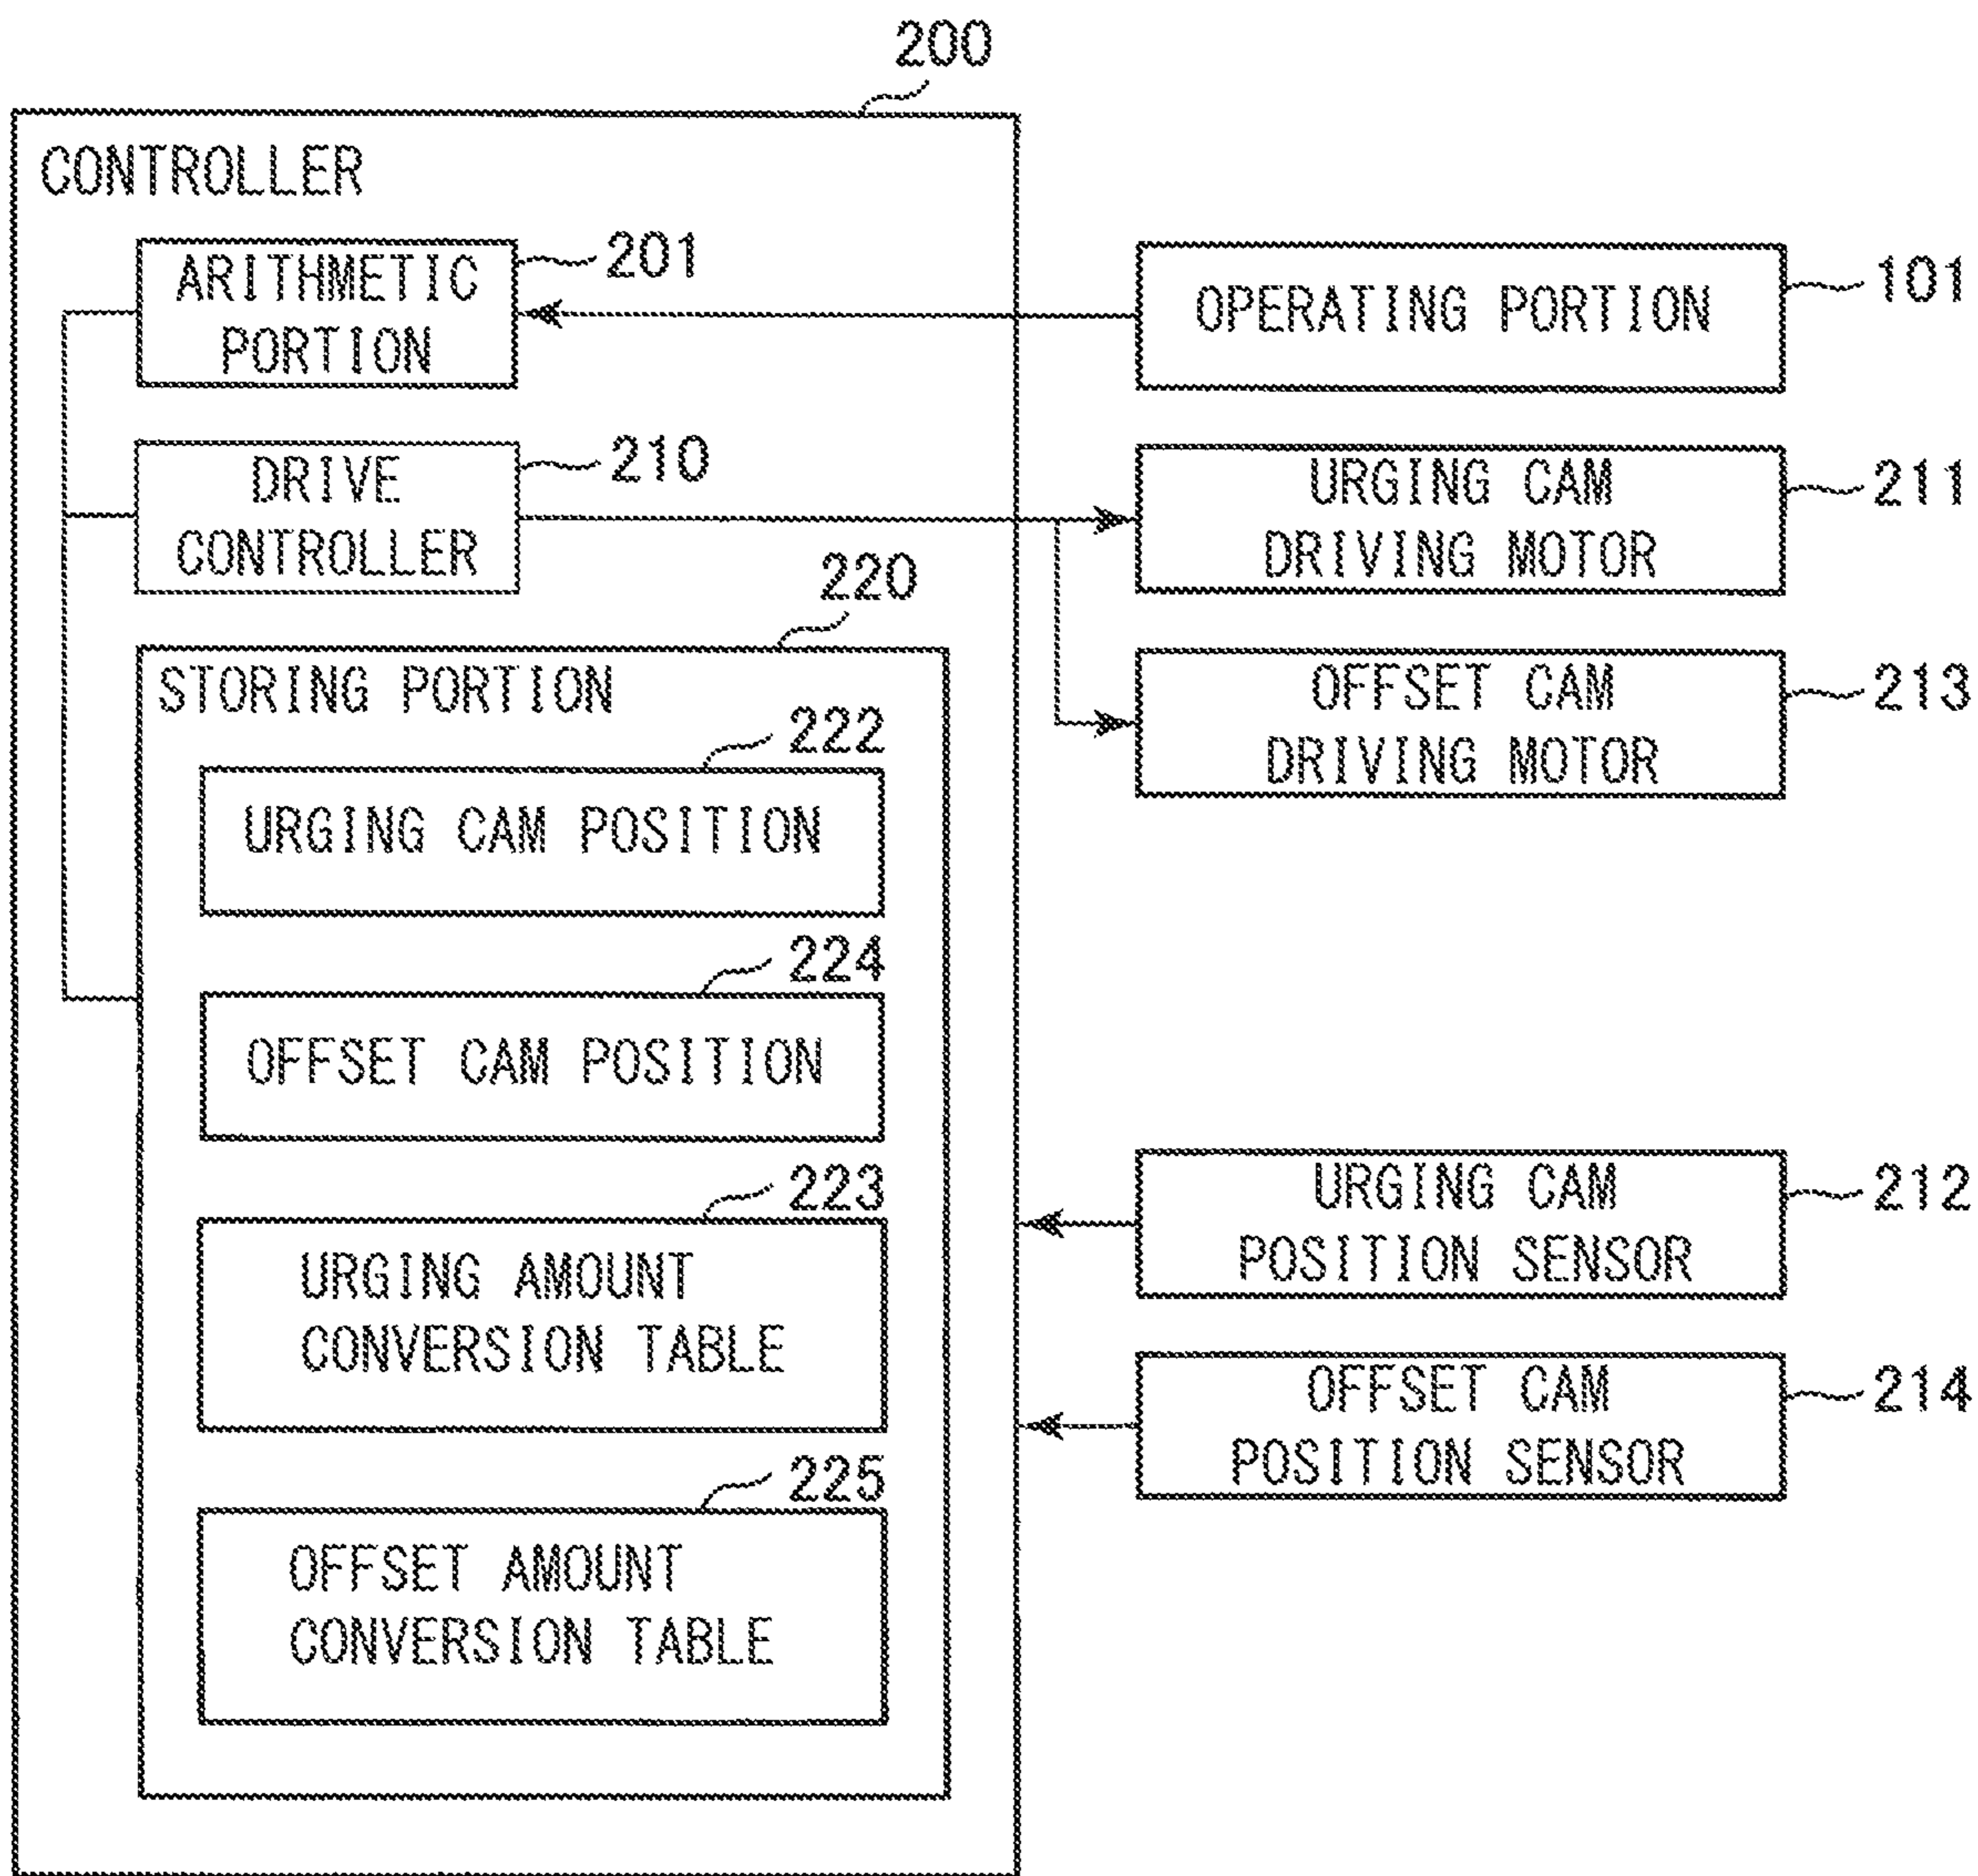 200
CONTROLLER
201
ARITHMETIC
PORTION
OPERATING PORTION
101
210
DRIVE
CONTROLLER
URGING CAM
DRIVING MOTOR
211
220
STORING PORTION
OFFSET CAM
DRIVING MOTOR
213
222
URGING CAM POSITION
224
OFFSET CAM POSITION
223
URGING AMOUNT
CONVERSION TABLE
URGING CAM
POSITION SENSOR
212
OFFSET CAM
POSITION SENSOR
214
225
OFFSET AMOUNT
CONVERSION TABLE